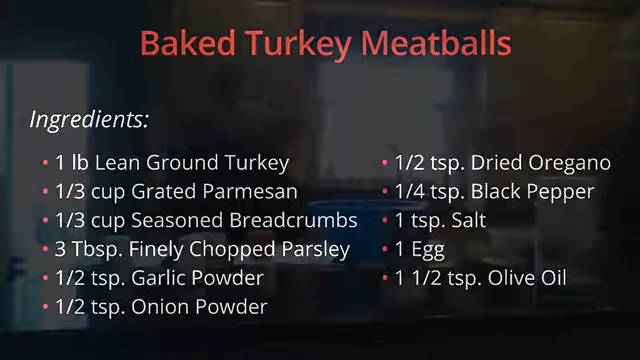 Baked Turkey Meatballs
Ingredients:
• 1 lb Lean Ground Turkey
• 1/3 cup Grated Parmesan
• 1/3 cup Seasoned Breadcrumbs
• 3 Tbsp. Finely Chopped Parsley
• 1/2 tsp. Garlic Powder
• 1/2 tsp. Onion Powder
• 1/2 tsp. Dried Oregano
• 1/4 tsp. Black Pepper
• 1 tsp. Salt
• 1 Egg
• 1 1/2 tsp. Olive Oil